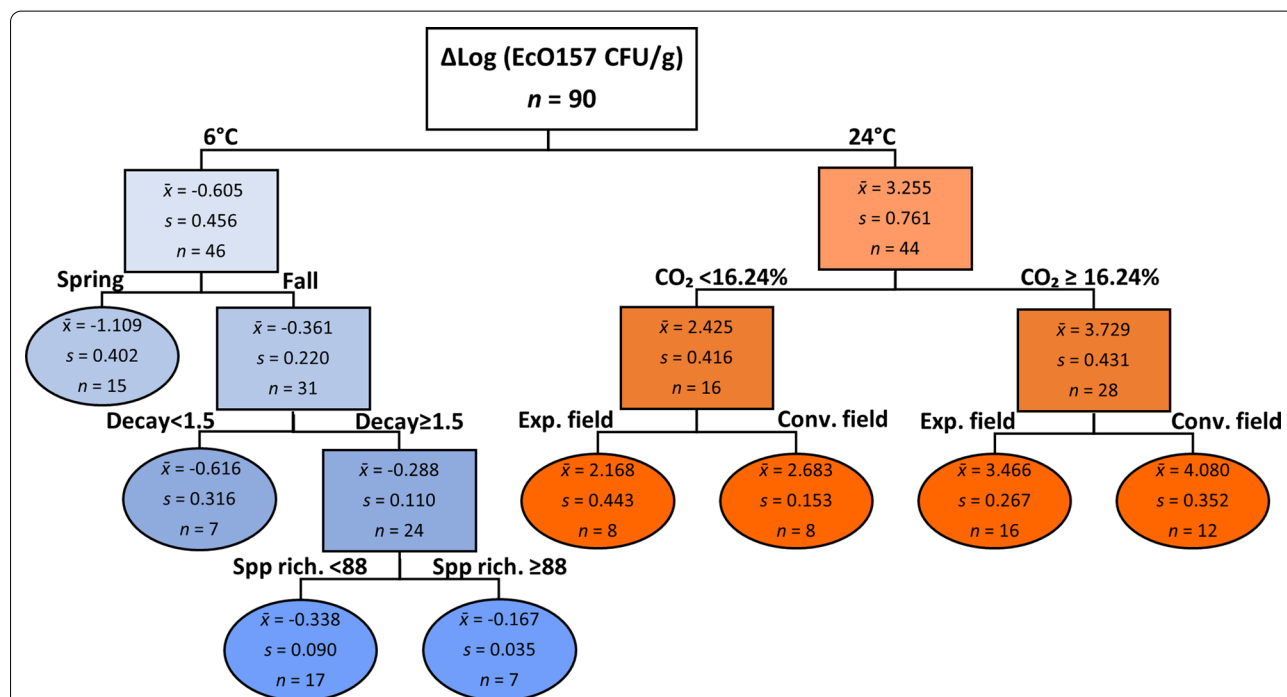 ΔLog (EcO157 CFU/g)
n = 90
6°C
24°C
x̄ = -0.605
s = 0.456
n = 46
x̄ = 3.255
s = 0.761
n = 44
Spring
Fall
CO₂ <16.24%
CO₂ ≥ 16.24%
x̄ = -1.109
s = 0.402
n = 15
x̄ = -0.361
s = 0.220
n = 31
x̄ = 2.425
s = 0.416
n = 16
x̄ = 3.729
s = 0.431
n = 28
Decay<1.5
Decay≥1.5
Exp. field
Conv. field
Exp. field
Conv. field
x̄ = -0.616
s = 0.316
n = 7
x̄ = -0.288
s = 0.110
n = 24
x̄ = 2.168
s = 0.443
n = 8
x̄ = 2.683
s = 0.153
n = 8
x̄ = 3.466
s = 0.267
n = 16
x̄ = 4.080
s = 0.352
n = 12
Spp rich. <88
Spp rich. ≥88
x̄ = -0.338
s = 0.090
n = 17
x̄ = -0.167
s = 0.035
n = 7